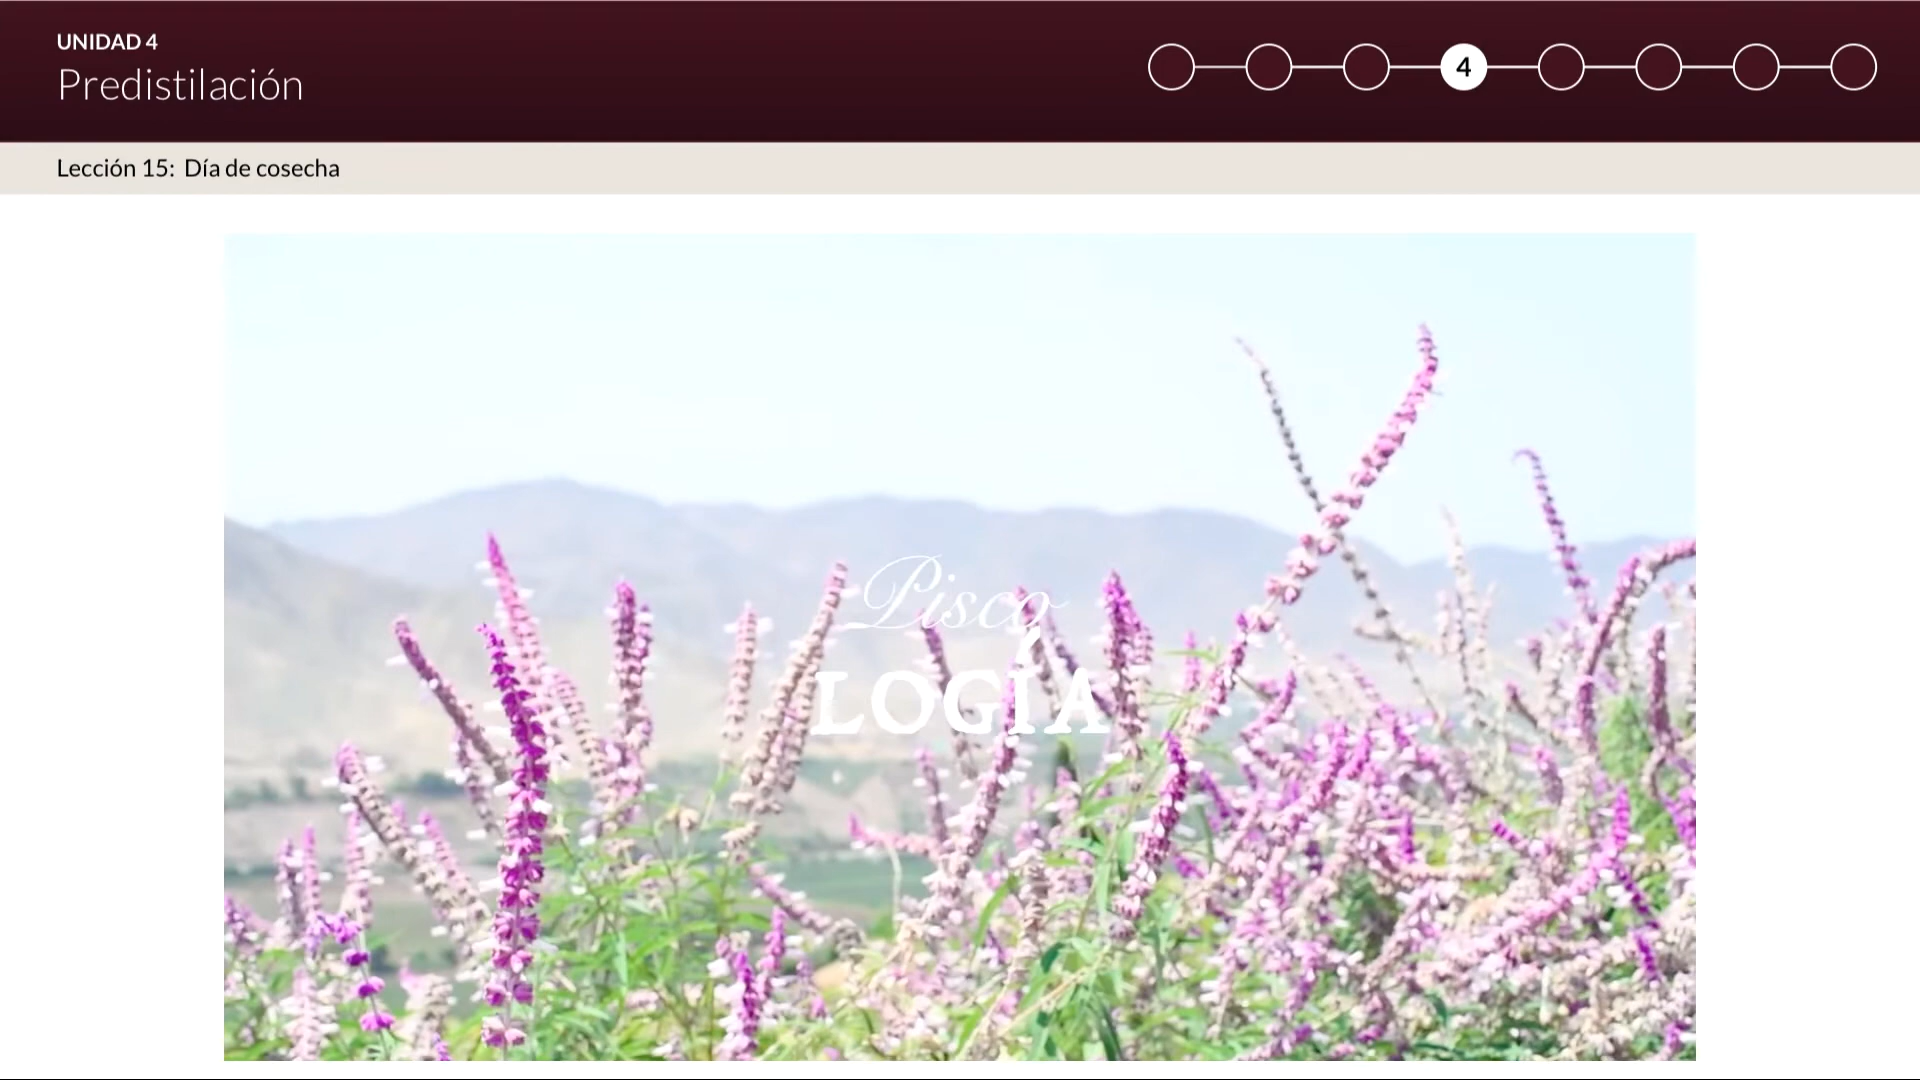 UNIDAD 4
Predistilación
4
Lección 15: Día de cosecha
Pisco
LOGÍA